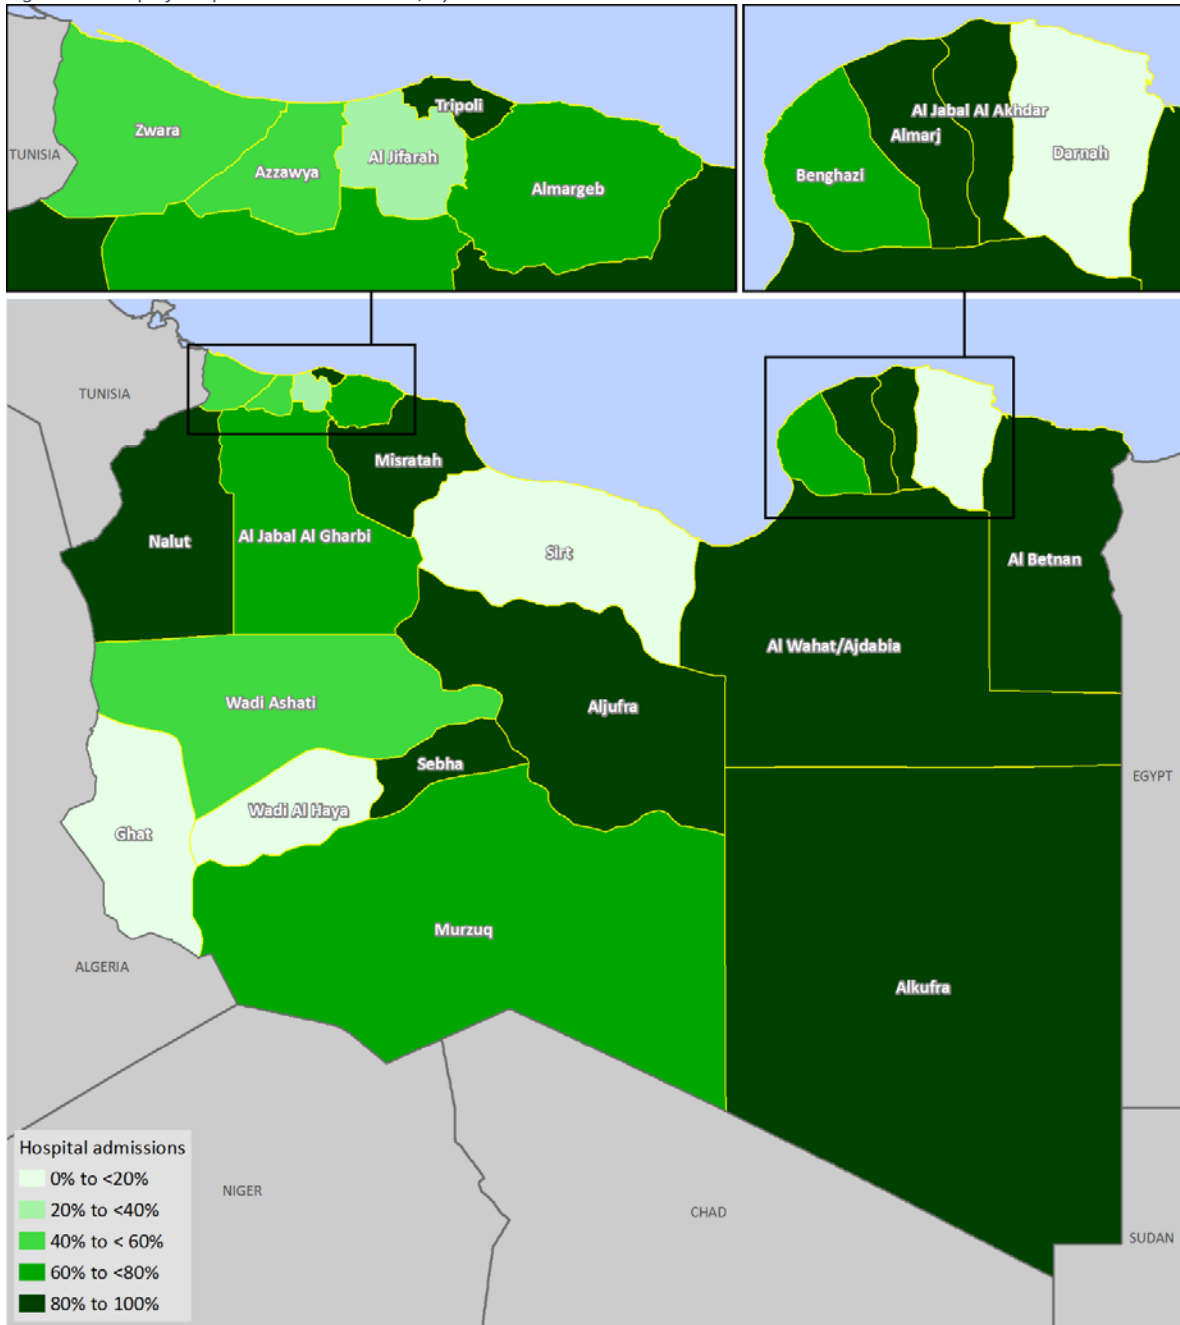 TUNISIA
Zwara
Azzawya
Al Jifarah
Tripoli
Almargeb
Benghazi
Almarj
Al Jabal Al Akhdar
Darnah
TUNISIA
Nalut
Al Jabal Al Gharbi
Misratah
Sirt
Al Betnan
Al Wahat/Ajdabia
Wadi Ashati
Aljufra
Sebha
EGYPT
Ghat
Wadi Al Haya
Murzuq
ALGERIA
Alkufra
NIGER
CHAD
SUDAN
Hospital admissions
0% to <20%
20% to <40%
40% to < 60%
60% to <80%
80% to 100%